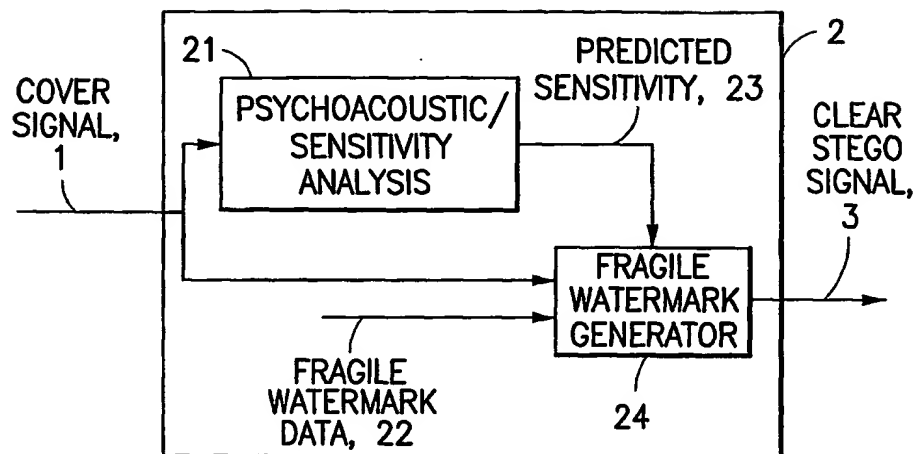 21
PREDICTED
SENSITIVITY, 23
2
COVER
SIGNAL,
1
PSYCHOACOUSTIC/
SENSITIVITY
ANALYSIS
CLEAR
STEGO
SIGNAL,
3
FRAGILE
WATERMARK
GENERATOR
FRAGILE
WATERMARK
DATA, 22
24